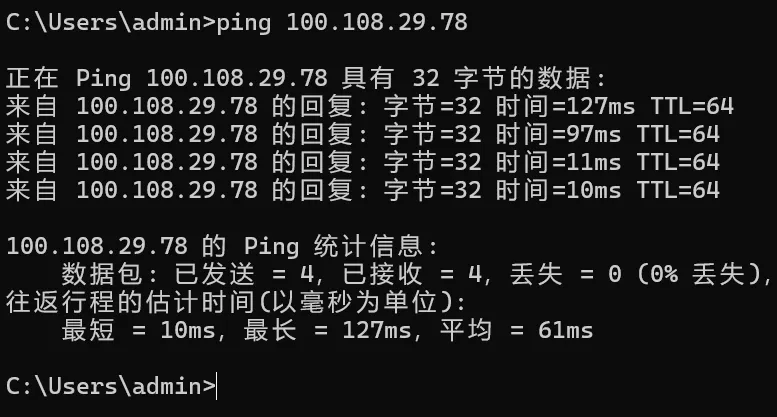 C:\Users\admin>ping 100.108.29.78
正在 Ping 100.108.29.78 具有 32 字节的数据:
来自 100.108.29.78 的回复: 字节=32 时间=127ms TTL=64
来自 100.108.29.78 的回复: 字节=32 时间=97ms TTL=64
来自 100.108.29.78 的回复: 字节=32 时间=11ms TTL=64
来自 100.108.29.78 的回复: 字节=32 时间=10ms TTL=64
100.108.29.78 的 Ping 统计信息:
    数据包: 已发送 = 4，已接收 = 4，丢失 = 0 (0% 丢失)，
往返行程的估计时间(以毫秒为单位):
    最短 = 10ms，最长 = 127ms，平均 = 61ms
C:\Users\admin>